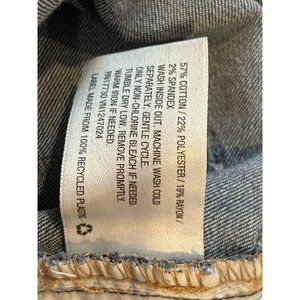 57% COTTON / 22% POLYESTER / 19% RAYON /
2% SPANDEX
WASH INSIDE OUT. MACHINE WASH COLD
SEPARATELY. GENTLE CYCLE.
ONLY NON-CHLORINE BLEACH IF NEEDED.
TUMBLE DRY LOW. REMOVE PROMPTLY.
WARM IRON IF NEEDED.
RN17730 VN1247024
LABEL MADE FROM 100%
RECYCLED PLASTIC